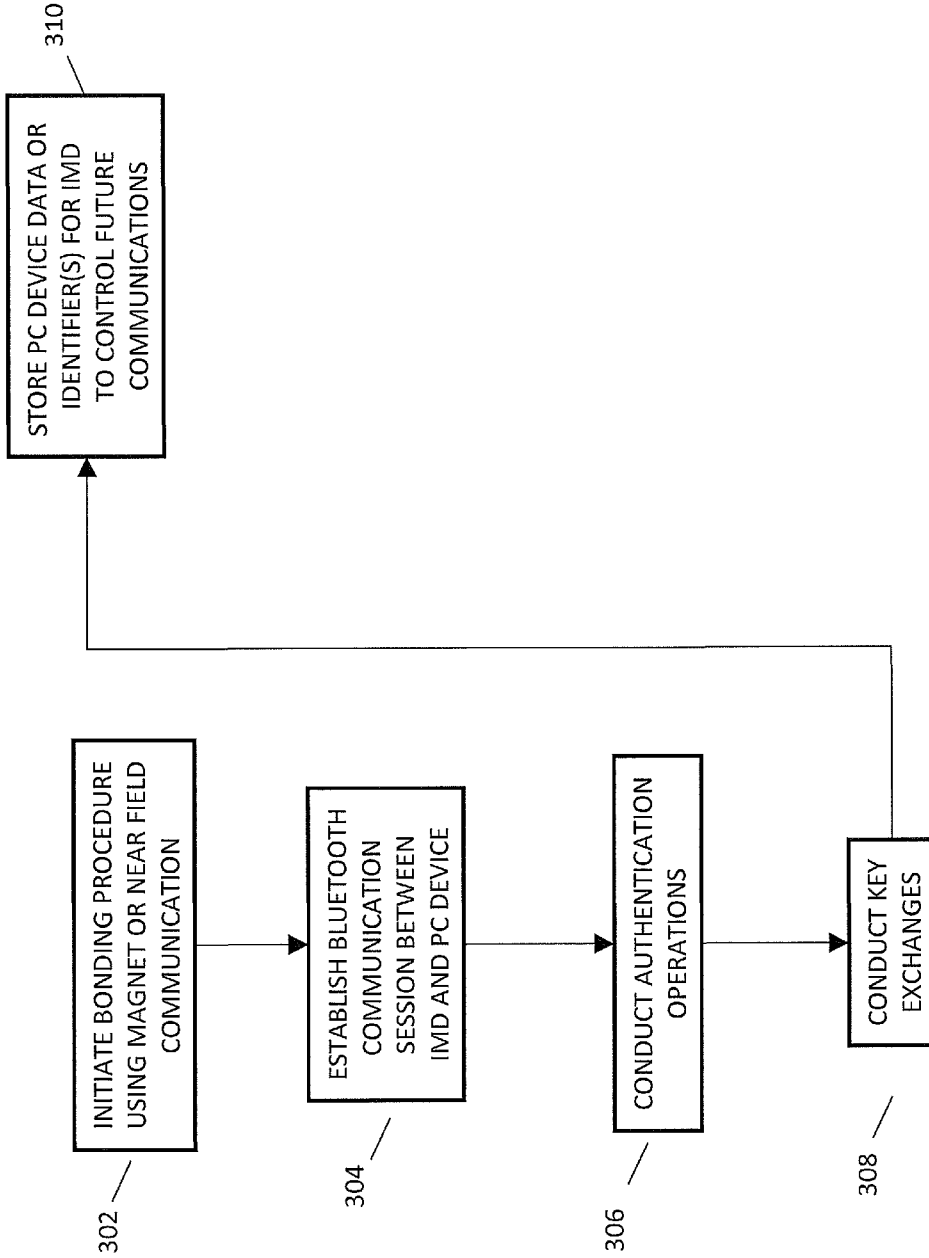 302
INITIATE BONDING PROCEDURE
USING MAGNET OR NEAR FIELD
COMMUNICATION
304
ESTABLISH BLUETOOTH
COMMUNICATION
SESSION BETWEEN
IMD AND PC DEVICE
306
CONDUCT AUTHENTICATION
OPERATIONS
308
CONDUCT KEY
EXCHANGES
310
STORE PC DEVICE DATA OR
IDENTIFIER(S) FOR IMD
TO CONTROL FUTURE
COMMUNICATIONS